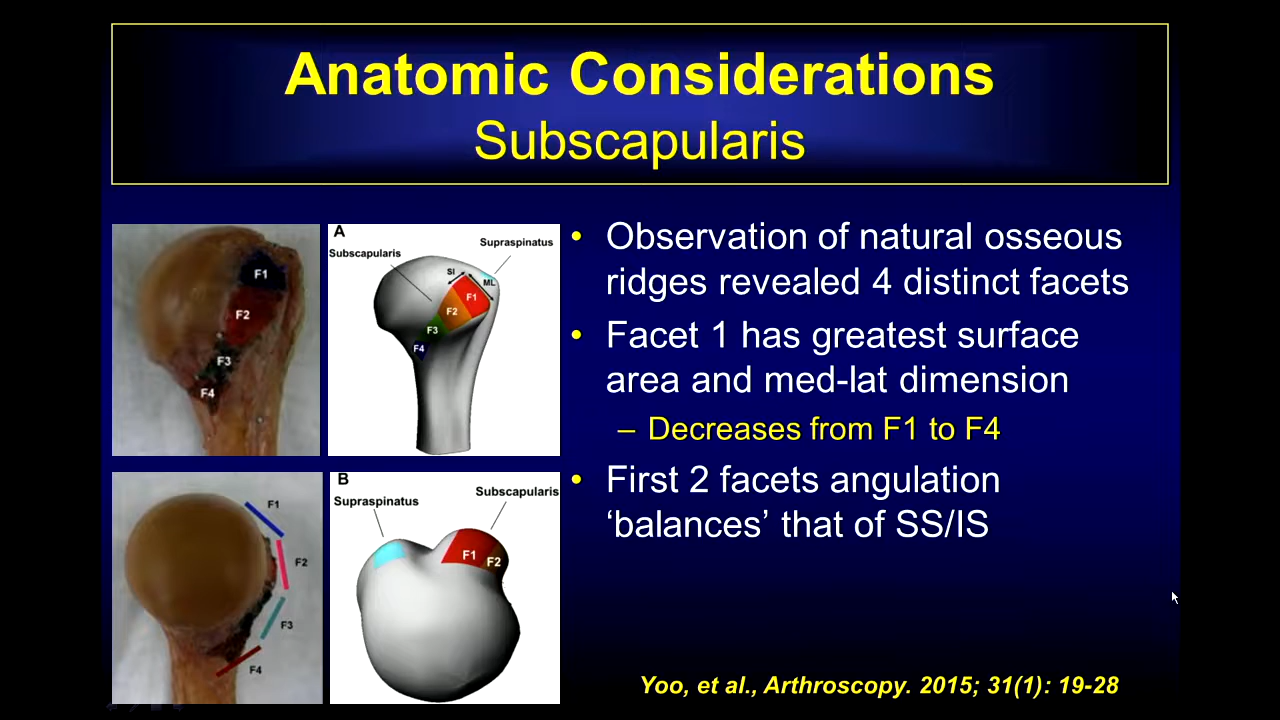 Anatomic Considerations
Subscapularis
F1
F2
F3
F4
A
Subscapularis
Supraspinatus
SI
ML
F1
F2
F3
F4
F1
F2
F3
F4
B
Supraspinatus
Subscapularis
F1
F2
• Observation of natural osseous
ridges revealed 4 distinct facets
• Facet 1 has greatest surface
area and med-lat dimension
– Decreases from F1 to F4
• First 2 facets angulation
‘balances’ that of SS/IS
Yoo, et al., Arthroscopy. 2015; 31(1): 19-28